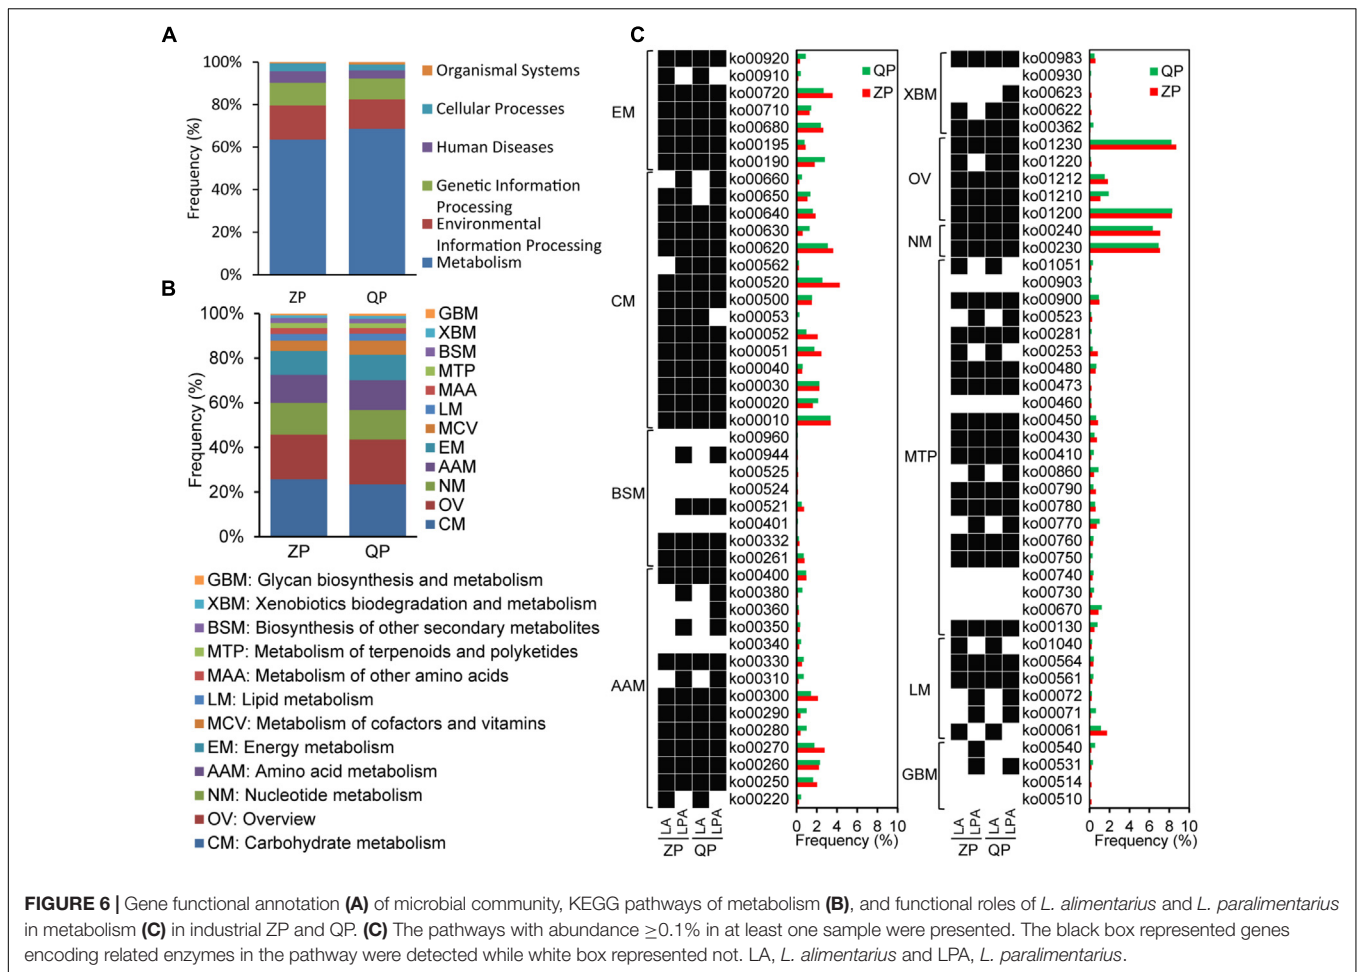 A
Frequency (%)
100%
80%
60%
40%
20%
0%
ZP
QP
Organismal Systems
Cellular Processes
Human Diseases
Genetic Information
Processing
Environmental
Information Processing
Metabolism
B
Frequency (%)
100%
80%
60%
40%
20%
0%
ZP
QP
GBM
XBM
BSM
MTP
MAA
LM
MCV
EM
AAM
NM
OV
CM
GBM: Glycan biosynthesis and metabolism
XBM: Xenobiotics biodegradation and metabolism
BSM: Biosynthesis of other secondary metabolites
MTP: Metabolism of terpenoids and polyketides
MAA: Metabolism of other amino acids
LM: Lipid metabolism
MCV: Metabolism of cofactors and vitamins
EM: Energy metabolism
AAM: Amino acid metabolism
NM: Nucleotide metabolism
OV: Overview
CM: Carbohydrate metabolism
C
EM
CM
BSM
AAM
ko00920
ko00910
ko00720
ko00710
ko00680
ko00195
ko00190
ko00660
ko00650
ko00640
ko00630
ko00620
ko00562
ko00520
ko00500
ko00053
ko00052
ko00051
ko00040
ko00030
ko00020
ko00010
ko00960
ko00944
ko00525
ko00524
ko00521
ko00401
ko00332
ko00261
ko00400
ko00380
ko00360
ko00350
ko00340
ko00330
ko00310
ko00300
ko00290
ko00280
ko00270
ko00260
ko00250
ko00220
QP
ZP
LA LPA LA LPA
ZP QP
0 2 4 6 8 10
Frequency (%)
XBM
OV
NM
MTP
LM
GBM
ko00983
ko00930
ko00623
ko00622
ko00362
ko01230
ko01220
ko01212
ko01210
ko01200
ko00240
ko00230
ko01051
ko00903
ko00900
ko00523
ko00281
ko00253
ko00480
ko00473
ko00460
ko00450
ko00430
ko00410
ko00860
ko00790
ko00780
ko00770
ko00760
ko00750
ko00740
ko00730
ko00670
ko00130
ko01040
ko00564
ko00561
ko00072
ko00071
ko00061
ko00540
ko00531
ko00514
ko00510
QP
ZP
LA LPA LA LPA
ZP QP
0 2 4 6 8 10
Frequency (%)
FIGURE 6 | Gene functional annotation (A) of microbial community, KEGG pathways of metabolism (B), and functional roles of L. alimentarius and L. paralimentarius
in metabolism (C) in industrial ZP and QP. (C) The pathways with abundance ≥0.1% in at least one sample were presented. The black box represented genes
encoding related enzymes in the pathway were detected while white box represented not. LA, L. alimentarius and LPA, L. paralimentarius.